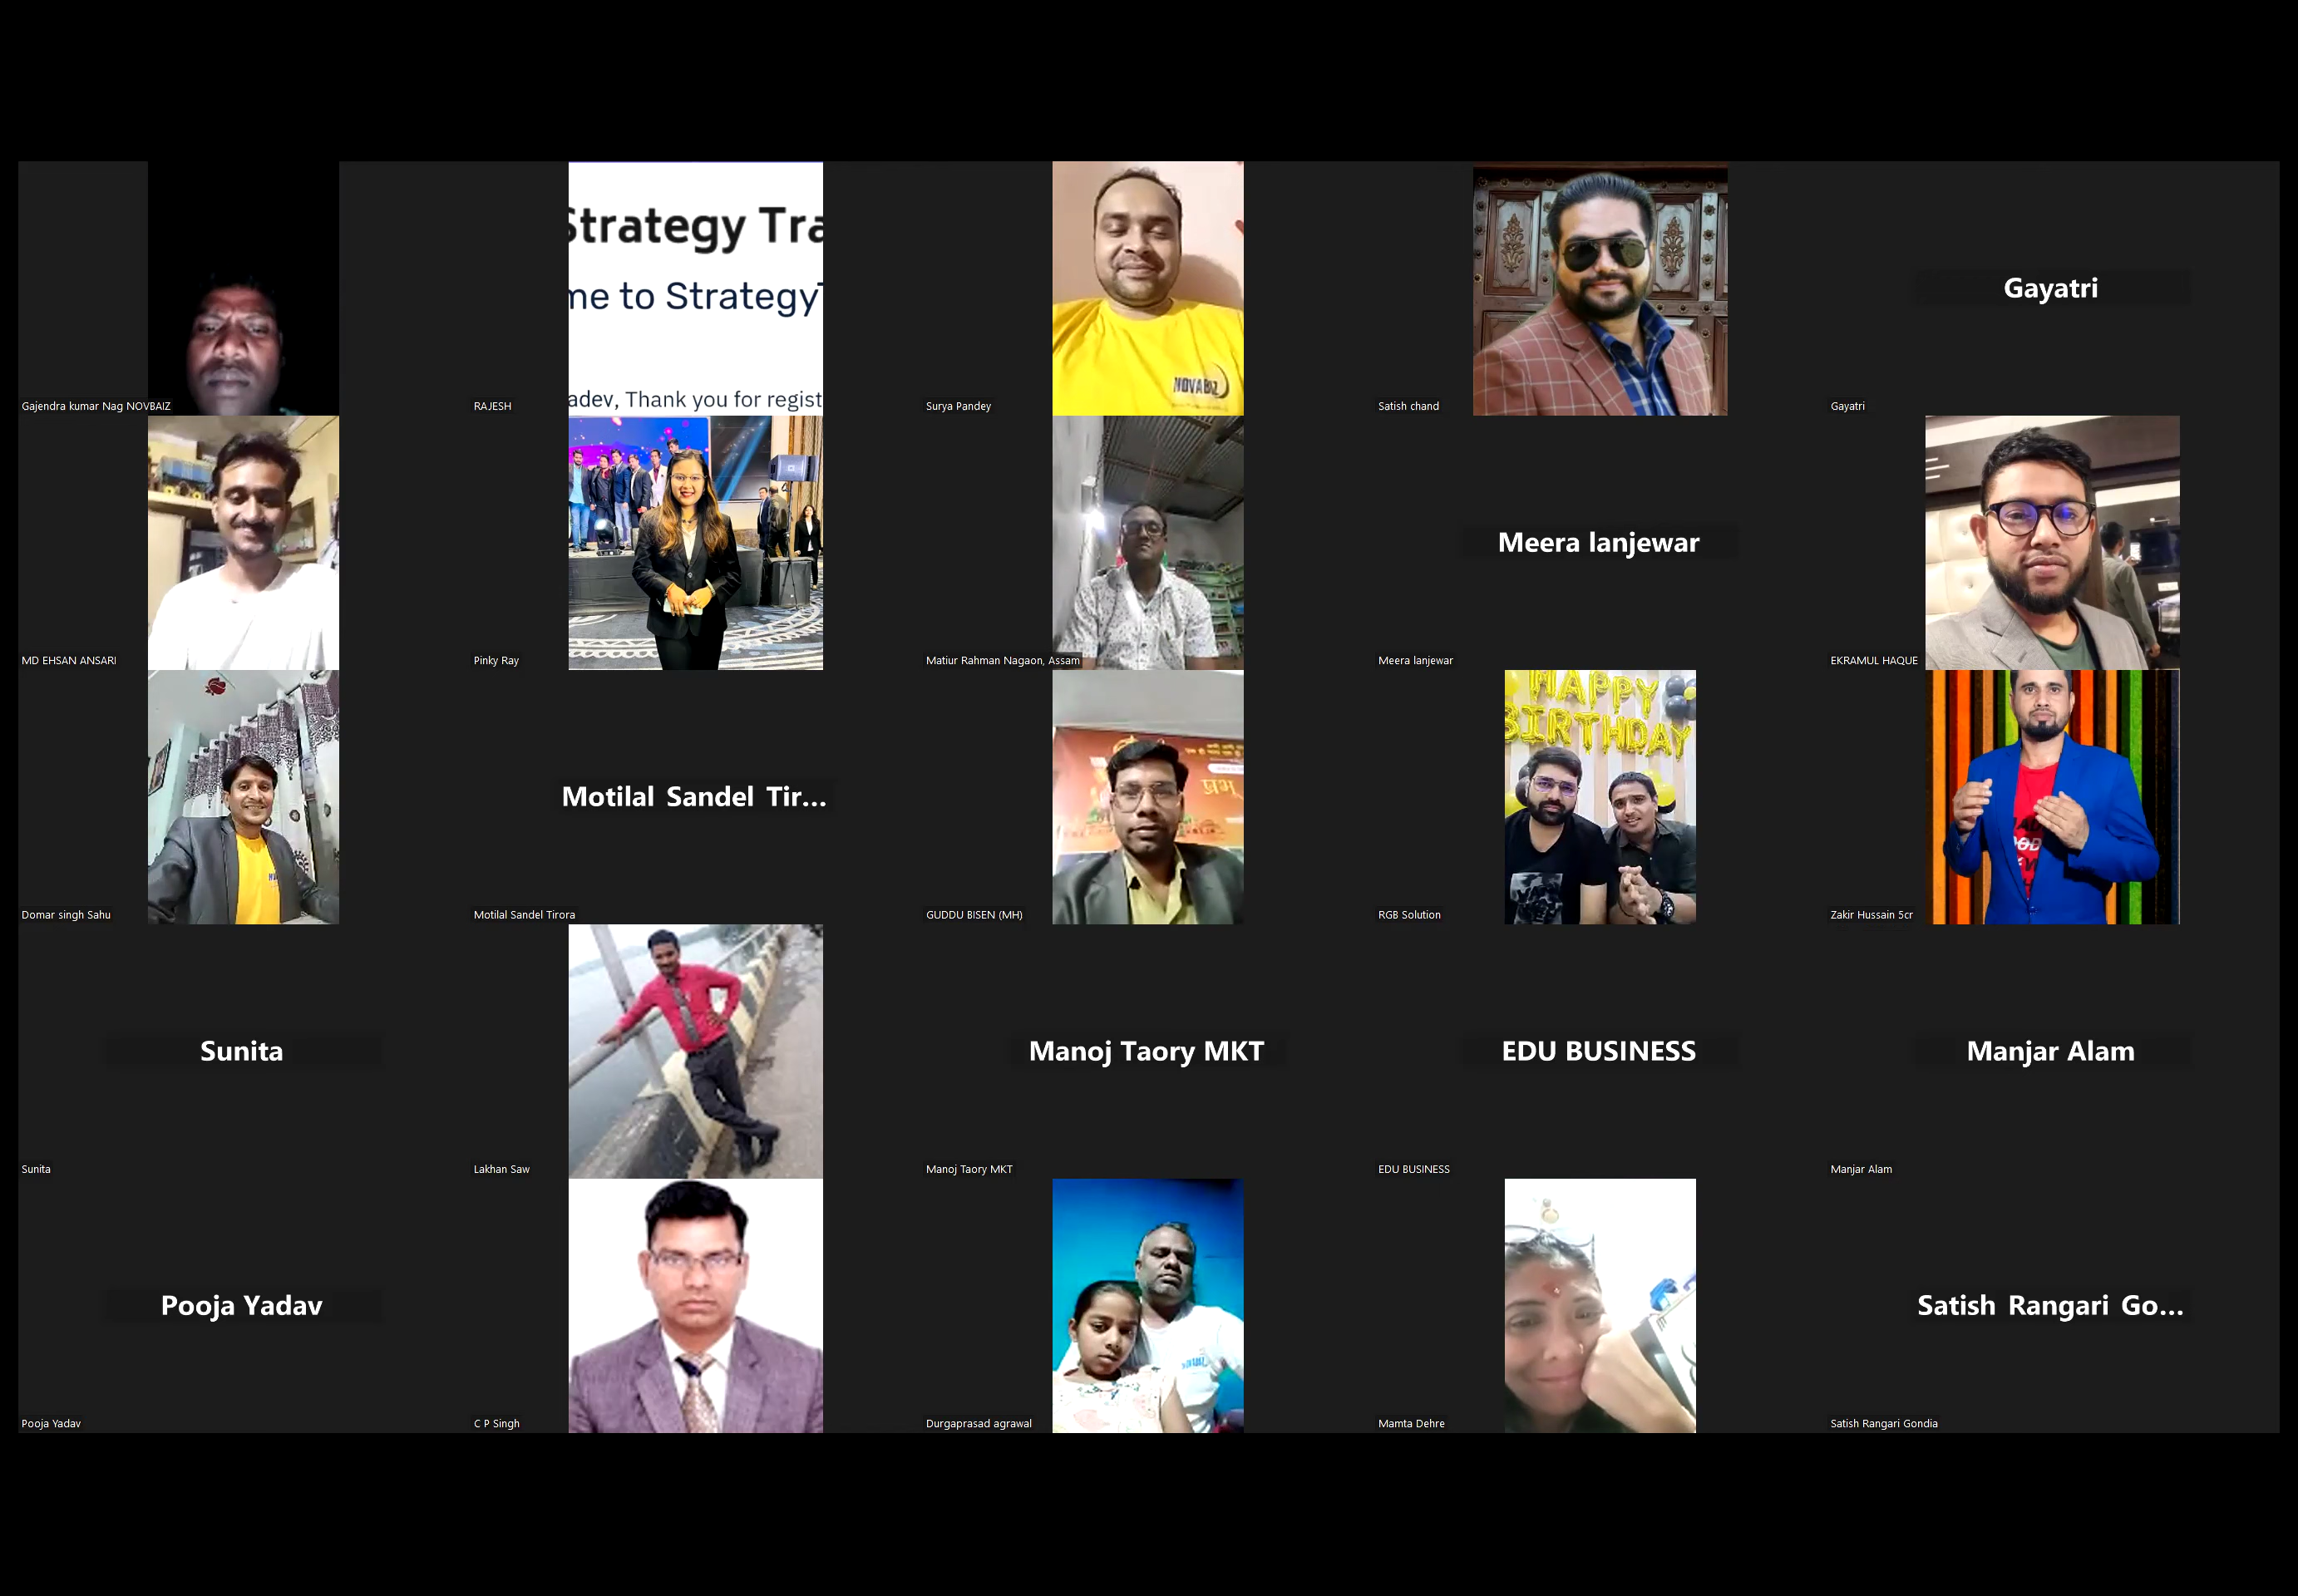 Strategy Tra
me to Strategy
adev, Thank you for regist
NOVABIZ
Gayatri
Gajendra kumar Nag NOVBAIZ
RAJESH
Surya Pandey
Satish chand
Gayatri
Meera lanjewar
MD EHSAN ANSARI
Pinky Ray
Matiur Rahman Nagaon, Assam
Meera lanjewar
EKRAMUL HAQUE
HAPPY
BIRTHDAY
Motilal Sandel Tir...
प्रभु
Domar singh Sahu
Motilal Sandel Tirora
GUDDU BISEN (MH)
RGB Solution
Zakir Hussain 5cr
Sunita
Manoj Taory MKT
EDU BUSINESS
Manjar Alam
Sunita
Lakhan Saw
Manoj Taory MKT
EDU BUSINESS
Manjar Alam
Pooja Yadav
Satish Rangari Go...
Pooja Yadav
C P Singh
Durgaprasad agrawal
Mamta Dehre
Satish Rangari Gondia